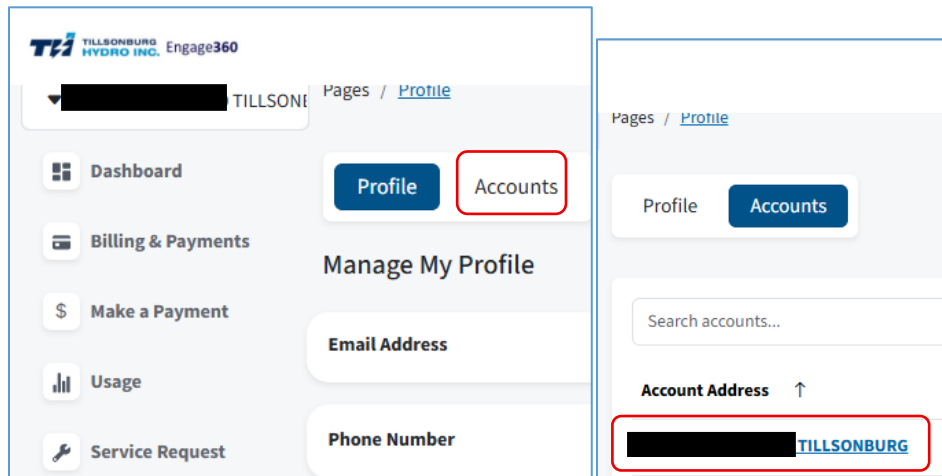 TILLSONBURG
HYDRO INC. Engage360
TILLSONB
Pages / Profile
Dashboard
Profile Accounts
Billing & Payments
Manage My Profile
Make a Payment
Email Address
Usage
Phone Number
Service Request
Pages / Profile
Profile Accounts
Search accounts...
Account Address ↑
TILLSONBURG